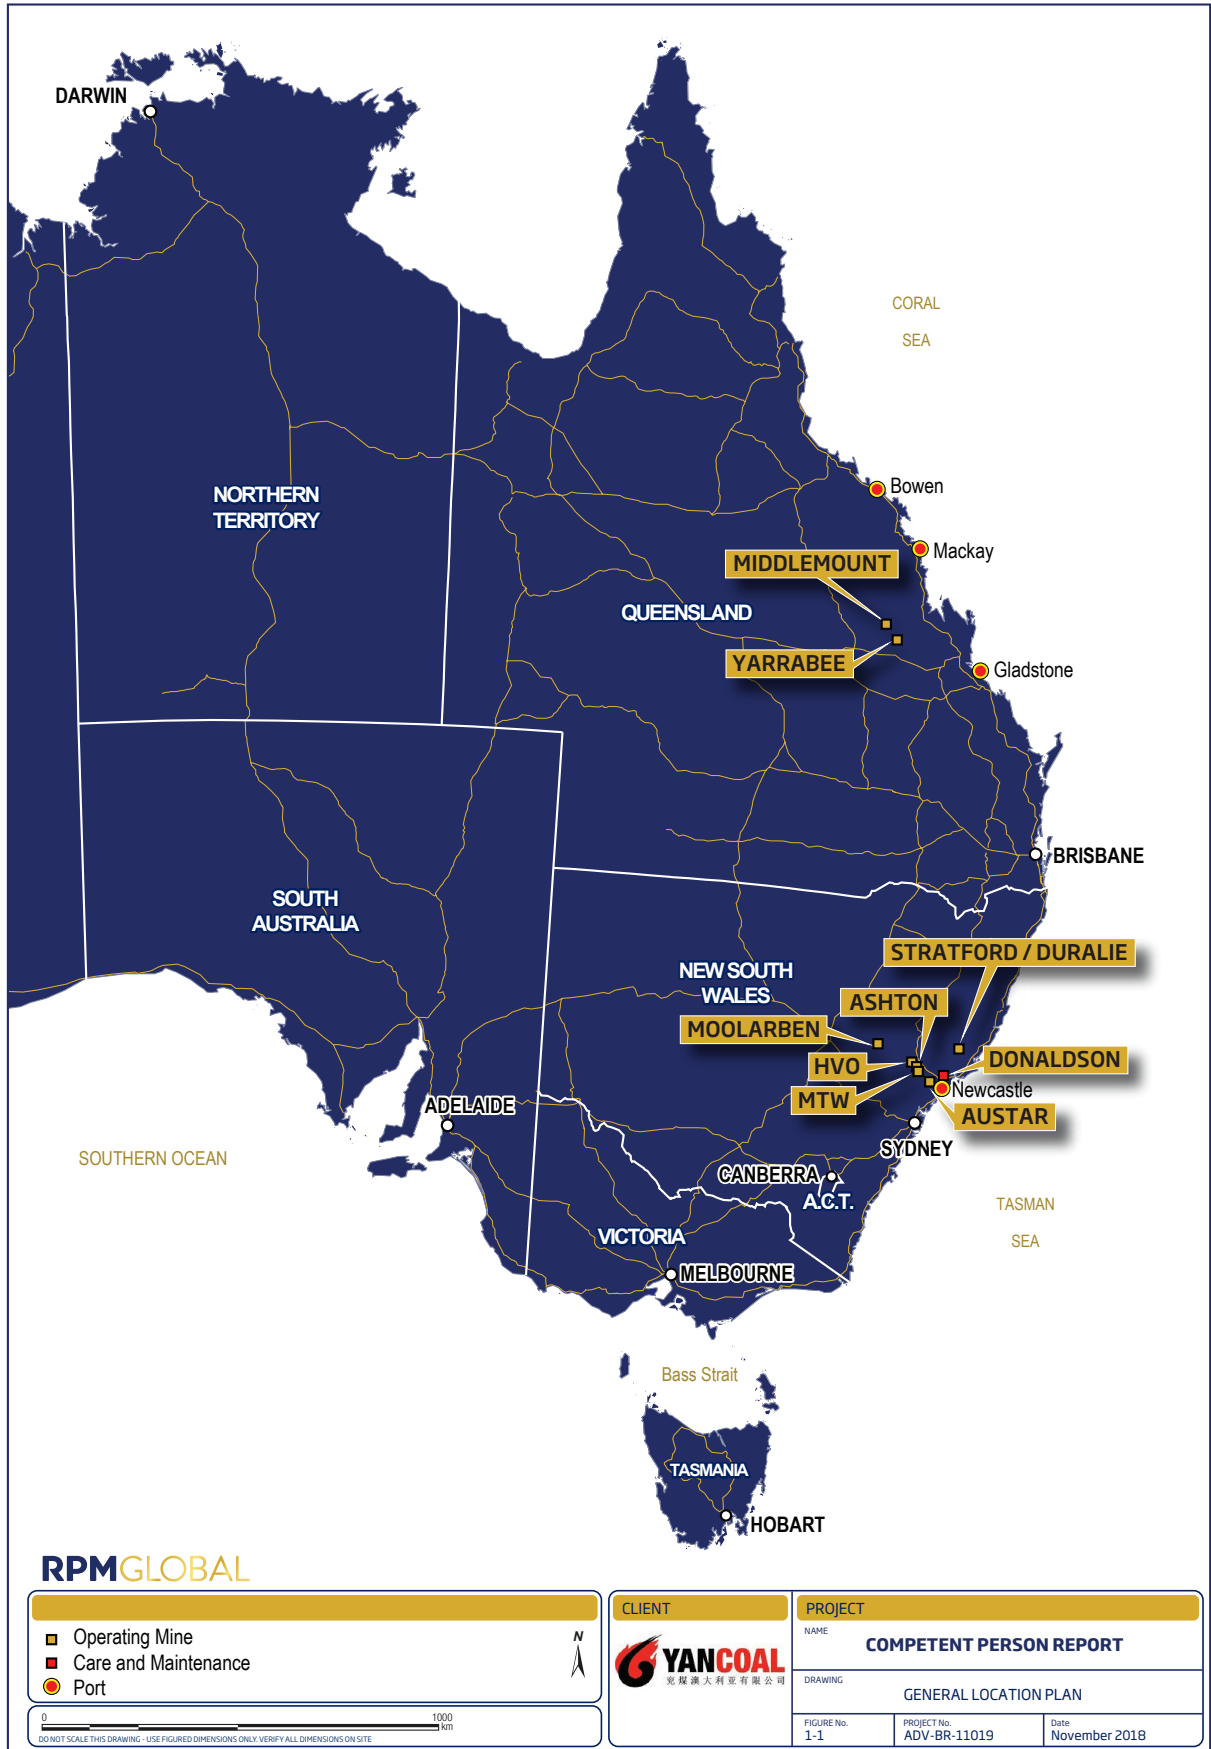 DARWIN
CORAL
SEA
NORTHERN
TERRITORY
Bowen
Mackay
MIDDLEMOUNT
QUEENSLAND
YARRABEE
Gladstone
BRISBANE
SOUTH
AUSTRALIA
STRATFORD / DURALIE
NEW SOUTH
WALES
ASHTON
MOOLARBEN
HVO
DONALDSON
MTW
Newcastle
AUSTAR
ADELAIDE
SYDNEY
SOUTHERN OCEAN
CANBERRA
A.C.T.
TASMAN
SEA
VICTORIA
MELBOURNE
Bass Strait
TASMANIA
HOBART
RPMGLOBAL
Operating Mine
Care and Maintenance
Port
N
0 1000
km
DO NOT SCALE THIS DRAWING - USE FIGURED DIMENSIONS ONLY. VERIFY ALL DIMENSIONS ON SITE
CLIENT
YANCOAL
兖煤澳大利亚有限公司
PROJECT
NAME
COMPETENT PERSON REPORT
DRAWING
GENERAL LOCATION PLAN
FIGURE No.
1-1
PROJECT No.
ADV-BR-11019
Date
November 2018